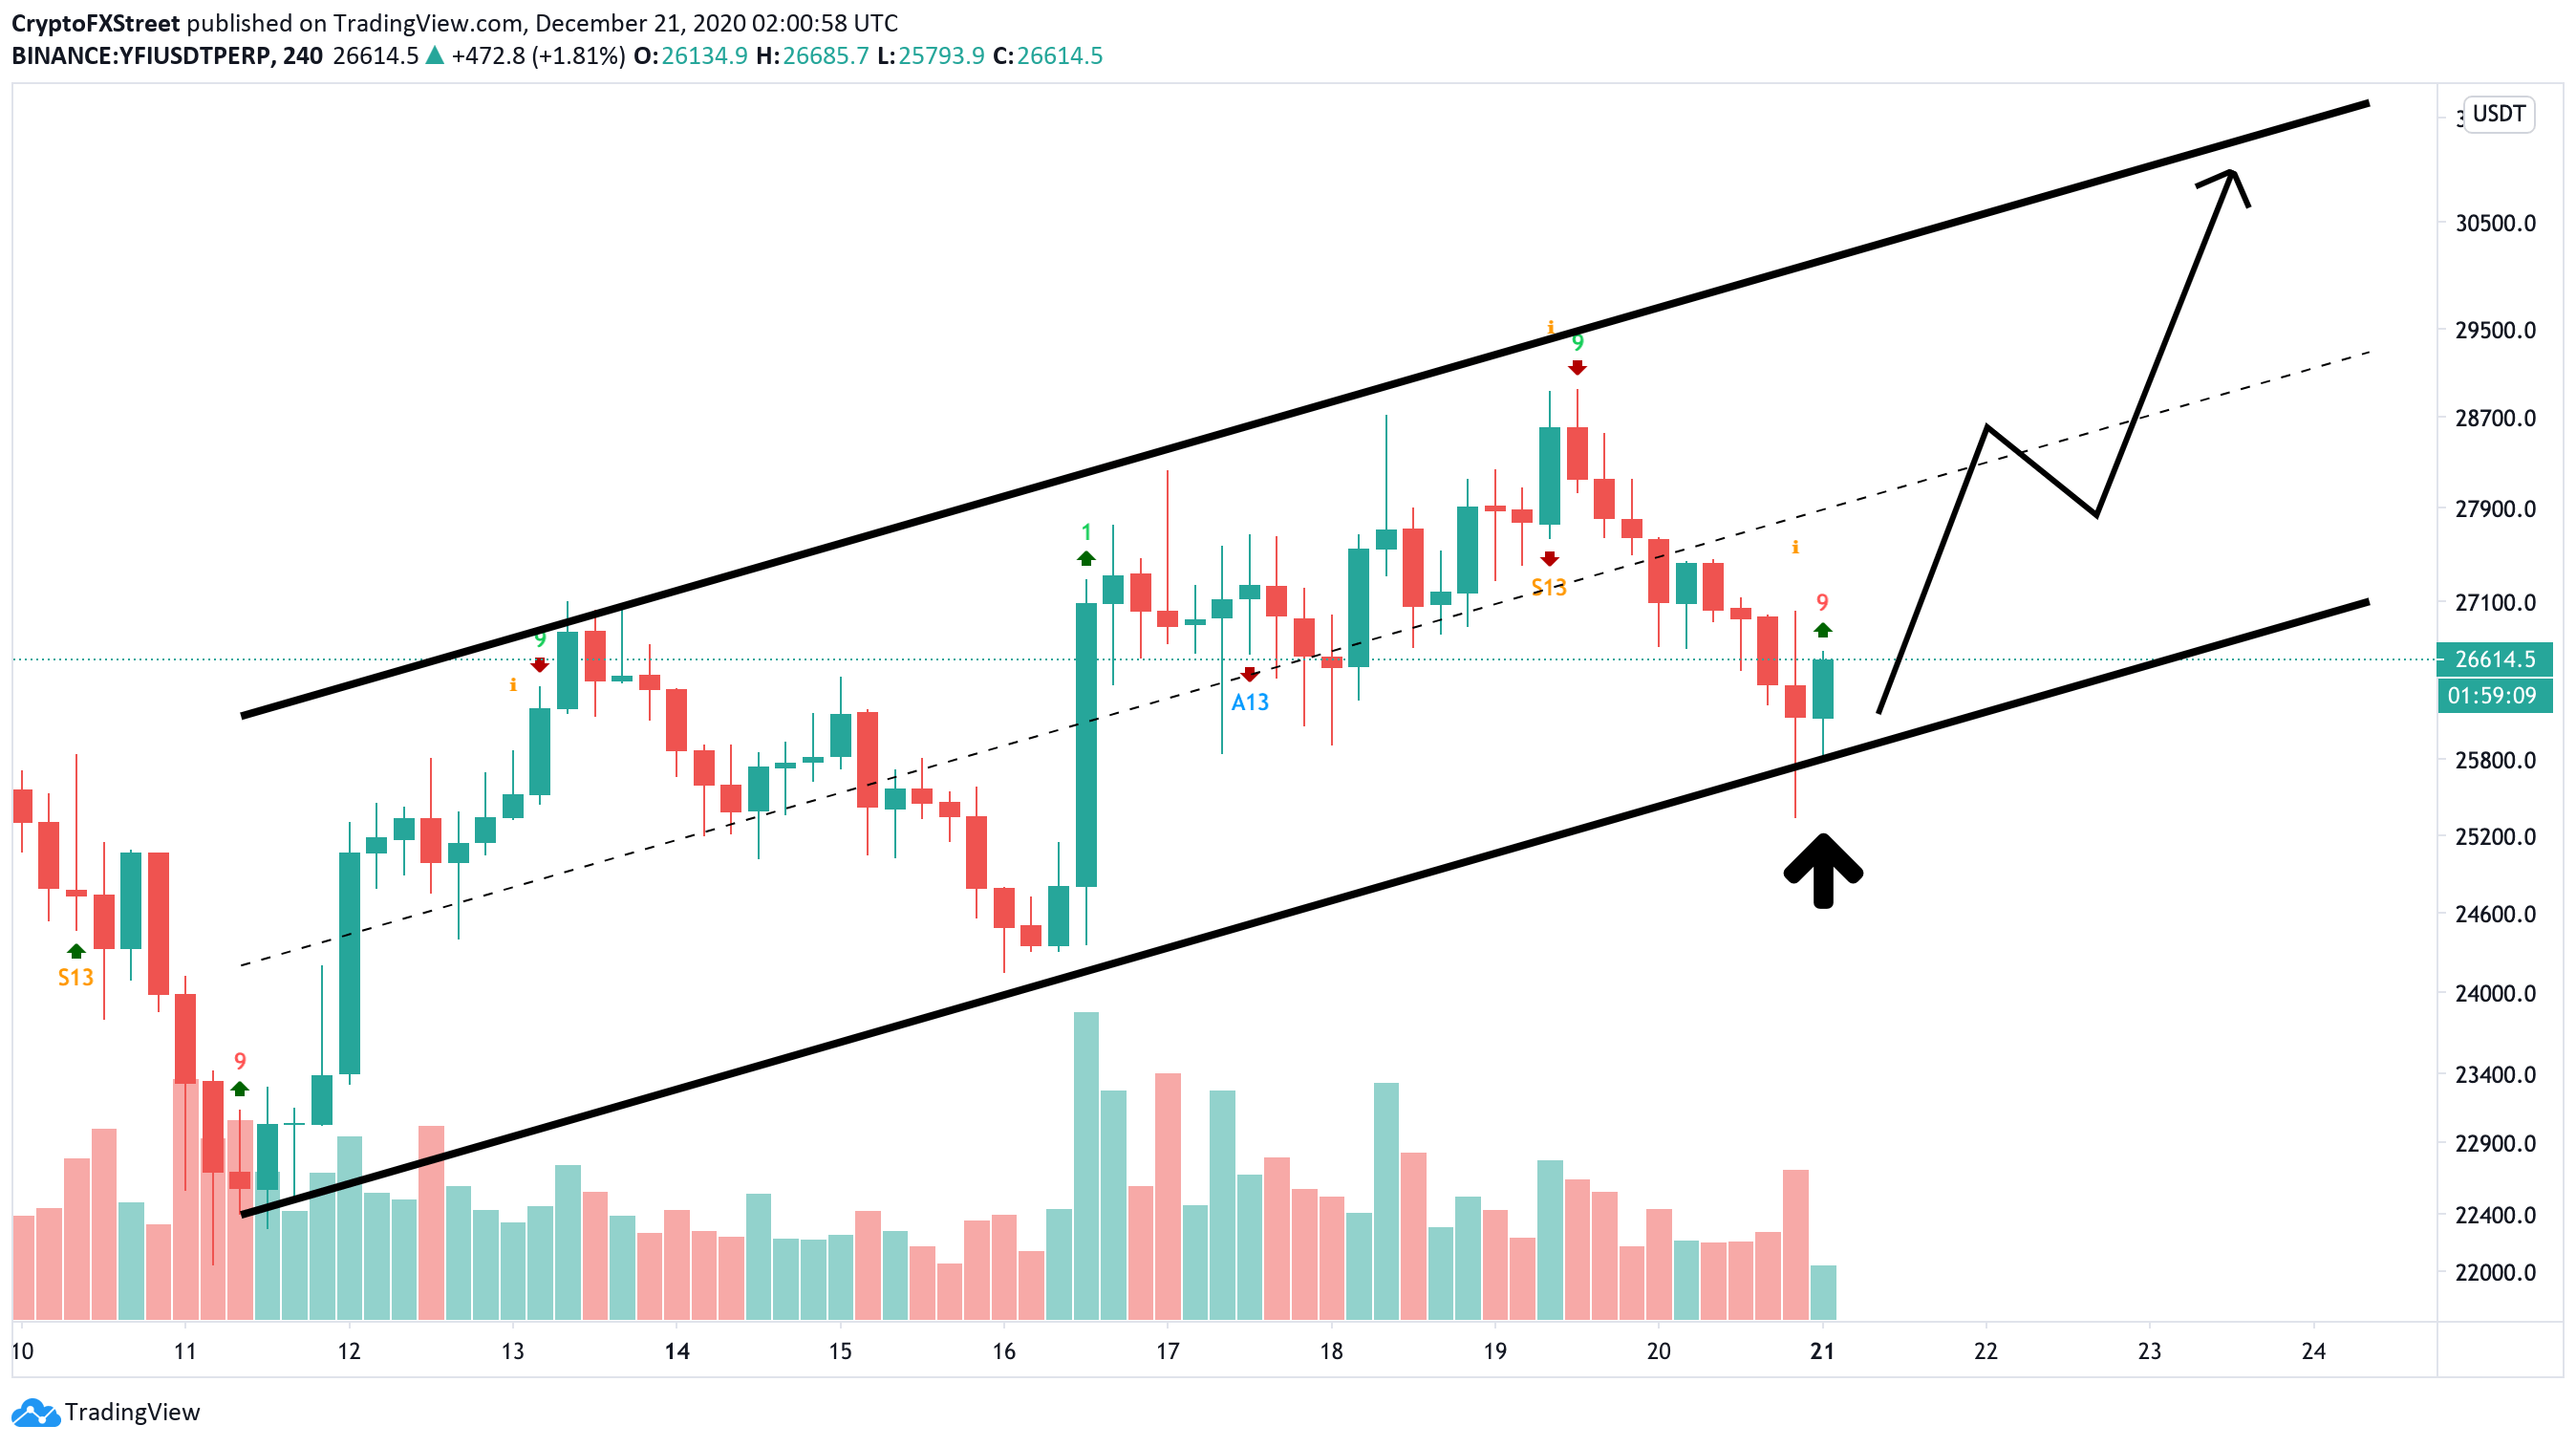 CryptoFXStreet published on TradingView.com, December 21, 2020 02:00:58 UTC
BINANCE:YFIUSDTPERP, 240 26614.5 ▲ +472.8 (+1.81%) O:26134.9 H:26685.7 L:25793.9 C:26614.5
USDT
30500.0
i
29500.0
9
28700.0
27900.0
1
i
S13
27100.0
9
9
26614.5
i
01:59:09
A13
25800.0
25200.0
24600.0
S13
24000.0
23400.0
9
22900.0
22400.0
22000.0
10 11 12 13 14 15 16 17 18 19 20 21 22 23 24
TradingView